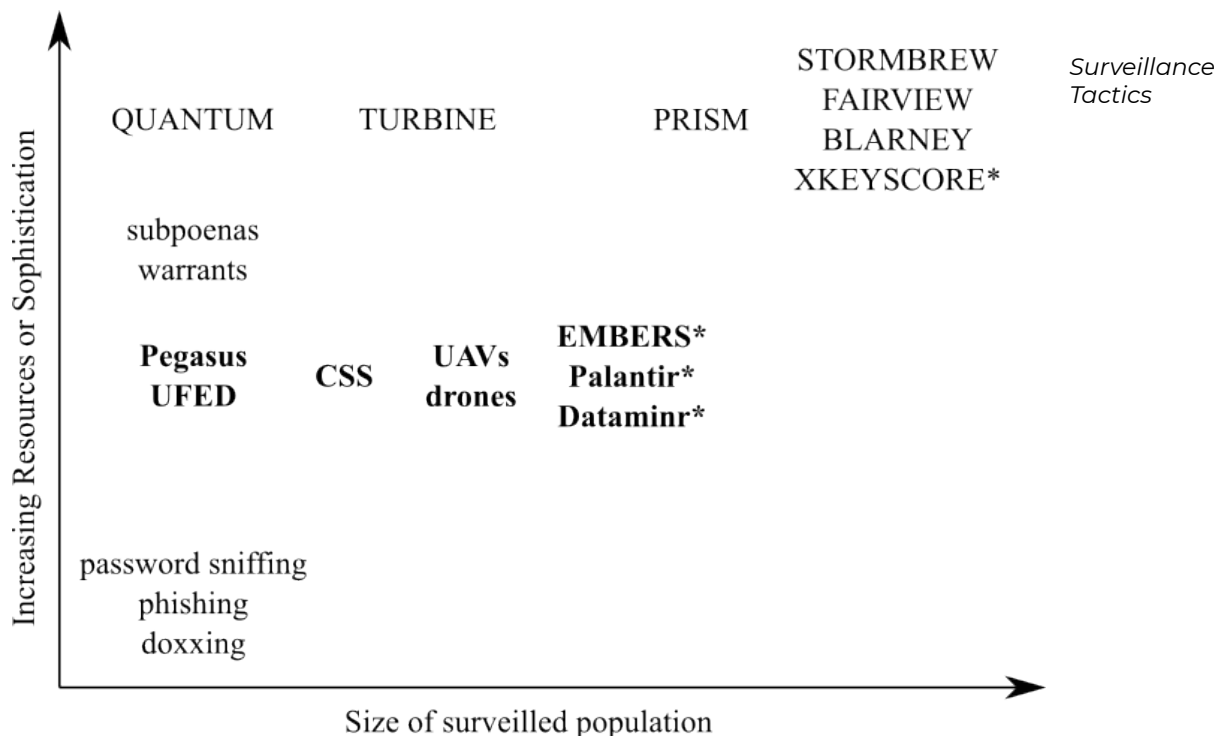 STORMBREW
FAIRVIEW
BLARNEY
XKEYSCORE*
Surveillance
Tactics
QUANTUM
TURBINE
PRISM
subpoenas
warrants
Pegasus
UFED
CSS
UAVs
drones
EMBERS*
Palantir*
Dataminr*
password sniffing
phishing
doxxing
Increasing Resources or Sophistication
Size of surveilled population